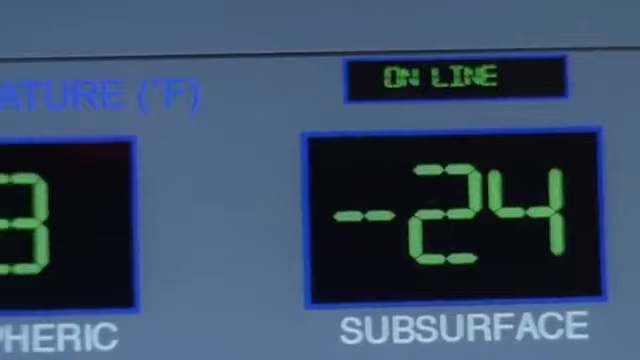 ON LINE
ATURE (°F)
3
-24
PHERIC
SUBSURFACE